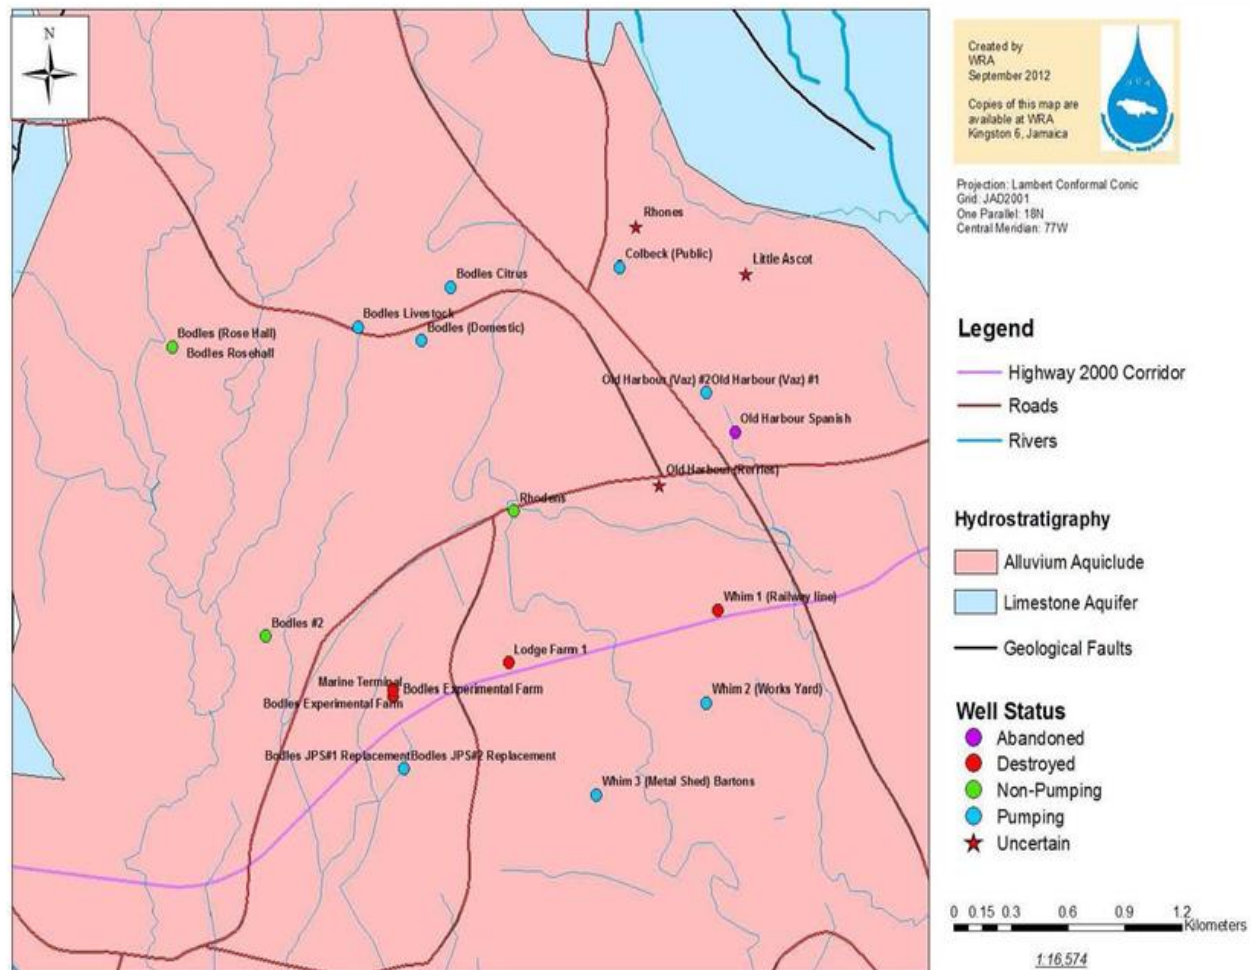 N
Rhones
Colbeck (Public)
Little Ascot
Bodles Citrus
Bodles Livestock
Bodles (Domestic)
Bodles (Rose Hall)
Bodles Rosehall
Old Harbour (Vaz) #2Old Harbour (Vaz) #1
Old Harbour Spanish
Old Harbour (Kerries)
Rhodens
Whim 1 (Railway line)
Bodles #2
Lodge Farm 1
Marine Terminal
Bodles Experimental Farm
Bodles Experimental Farm
Whim 2 (Works Yard)
Bodles JPS#1 ReplacementBodles JPS#2 Replacement
Whim 3 (Metal Shed) Bartons
Created by
WRA
September 2012
Copies of this map are
available at WRA
Kingston 6, Jamaica
Projection: Lambert Conformal Conic
Grid: JAD2001
One Parallel: 18N
Central Meridian: 77W
Legend
Highway 2000 Corridor
Roads
Rivers
Hydrostratigraphy
Alluvium Aquiclude
Limestone Aquifer
Geological Faults
Well Status
Abandoned
Destroyed
Non-Pumping
Pumping
Uncertain
0 0.15 0.3 0.6 0.9 1.2
Kilometers
1:16,574